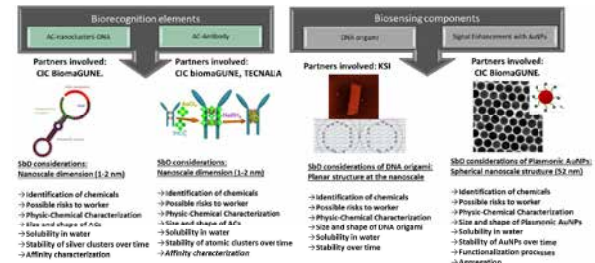 Biorecognition elements
AC-nanoclusters-DNA
AC-Antibody
Partners involved:
CIC BiomaGUNE.
Partners involved:
CIC biomaGUNE, TECNALIA
SbD considerations:
Nanoscale dimension (1-2 nm)
→Identification of chemicals
→Possible risks to worker
→Physic-Chemical Characterization
→Size and shape of
→Solubility in water
→Stability of silver clusters over time
→Affinity characterization
SbD considerations:
Nanoscale dimension (1-2 nm)
→Identification of chemicals
→Possible risks to worker
→Physic-Chemical Characterization
→Size and shape of ACs
→Solubility in water
→Stability of atomic clusters over time
→Affinity characterization
Biosensing components
DNA origami
Signal Enhancement with AuNPs
Partners involved: KSI
Partners involved:
CIC BiomaGUNE.
SbD considerations of DNA origami:
Planar structure at the nanoscale
→Identification of chemicals
→Possible risks to worker
→Physic-Chemical Characterization
→Size and shape of DNA origami
→Solubility in water
→Stability over time
SbD considerations of Plasmonic AuNPs:
Spherical nanoscale structure (52 nm)
→Identification of chemicals
→Possible risks to worker
→Physic-Chemical Characterization
→Size and shape of Plasmonic AuNPs
→Solubility in water
→Stability of AuNPs over time
→Functionalization processes
→Aggregation